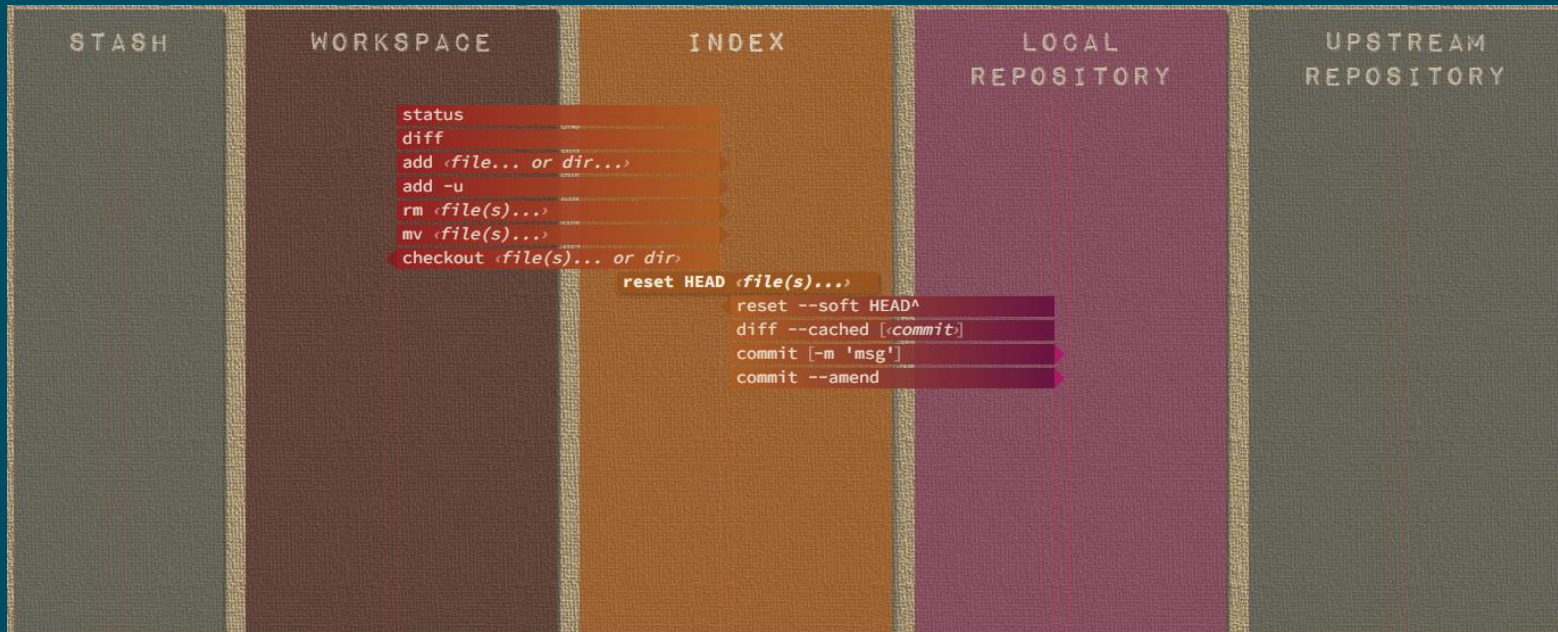 STASH
WORKSPACE
INDEX
LOCAL
REPOSITORY
UPSTREAM
REPOSITORY
status
diff
add ‹file... or dir...›
add -u
rm ‹file(s)...›
mv ‹file(s)...›
checkout ‹file(s)... or dir›
reset HEAD ‹file(s)...›
reset --soft HEAD^
diff --cached [‹commit›]
commit [-m 'msg']
commit --amend